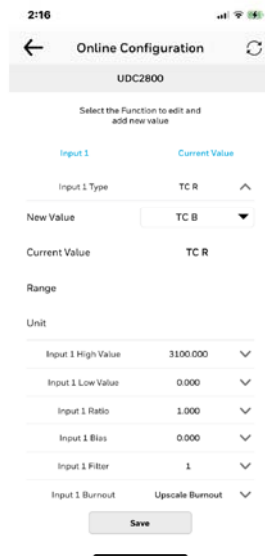 2:16
Online Configuration
UDC2800
Select the Function to edit and
add new value
Input 1 Current Value
Input 1 Type TC R
New Value TC B
Current Value TC R
Range
Unit
Input 1 High Value 3100.000
Input 1 Low Value 0.000
Input 1 Ratio 1.000
Input 1 Bias 0.000
Input 1 Filter 1
Input 1 Burnout Upscale Burnout
Save